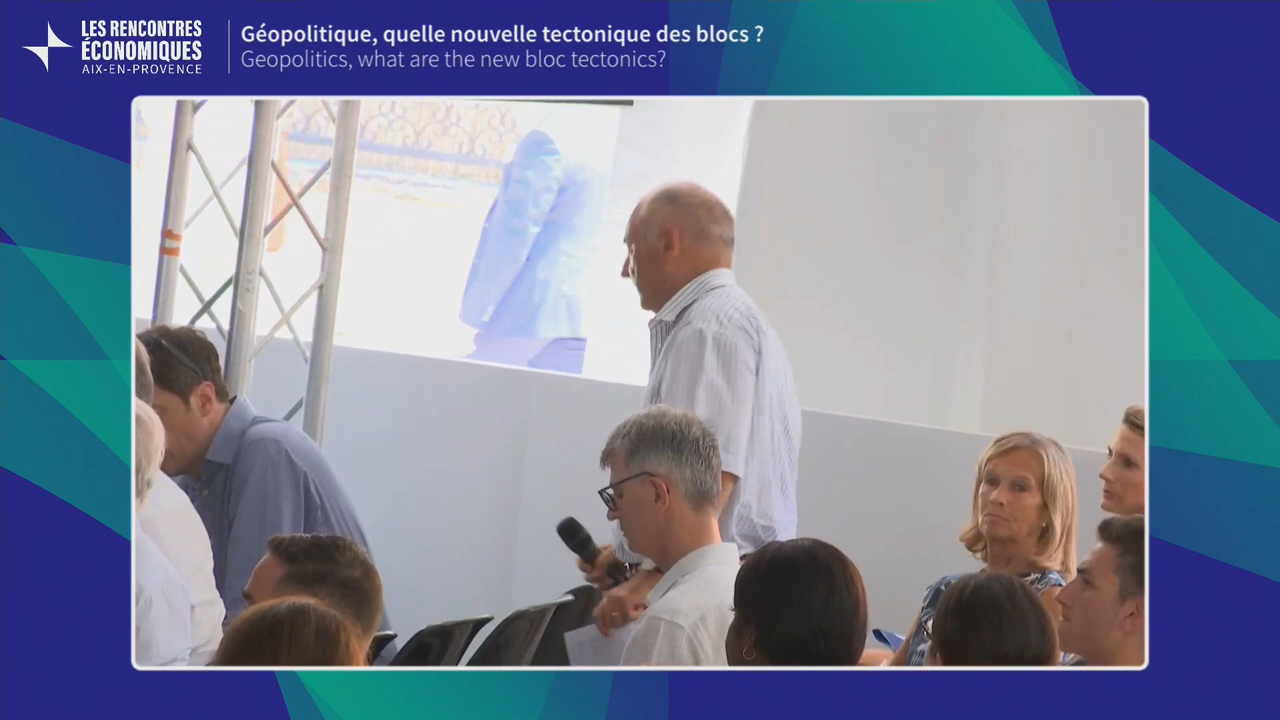 LES RENCONTRES
ÉCONOMIQUES
AIX-EN-PROVENCE
Géopolitique, quelle nouvelle tectonique des blocs ?
Geopolitics, what are the new bloc tectonics?